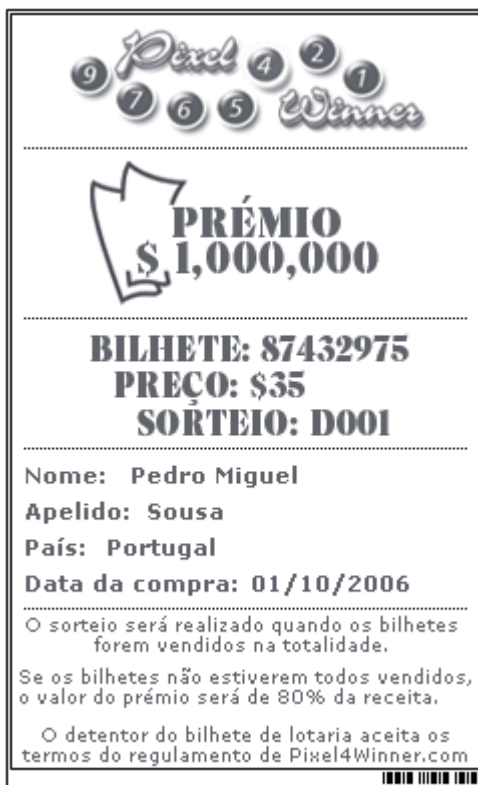 Pixel 4 2 1
9 7 6 5 Winner
PRÉMIO
$ 1,000,000
BILHETE: 87432975
PREÇO: $35
SORTEIO: D001
Nome: Pedro Miguel
Apelido: Sousa
País: Portugal
Data da compra: 01/10/2006
O sorteio será realizado quando os bilhetes
forem vendidos na totalidade.
Se os bilhetes não estiverem todos vendidos,
o valor do prémio será de 80% da receita.
O detentor do bilhete de lotaria aceita os
termos do regulamento de Pixel4Winner.com